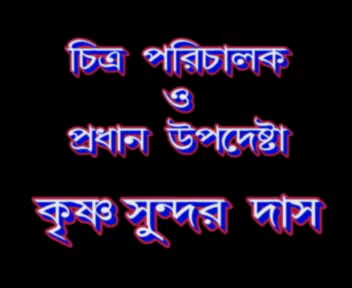 চিত্র পরিচালক
ও
প্রধান উপদেষ্টা
কৃষ্ণ সুন্দর দাস